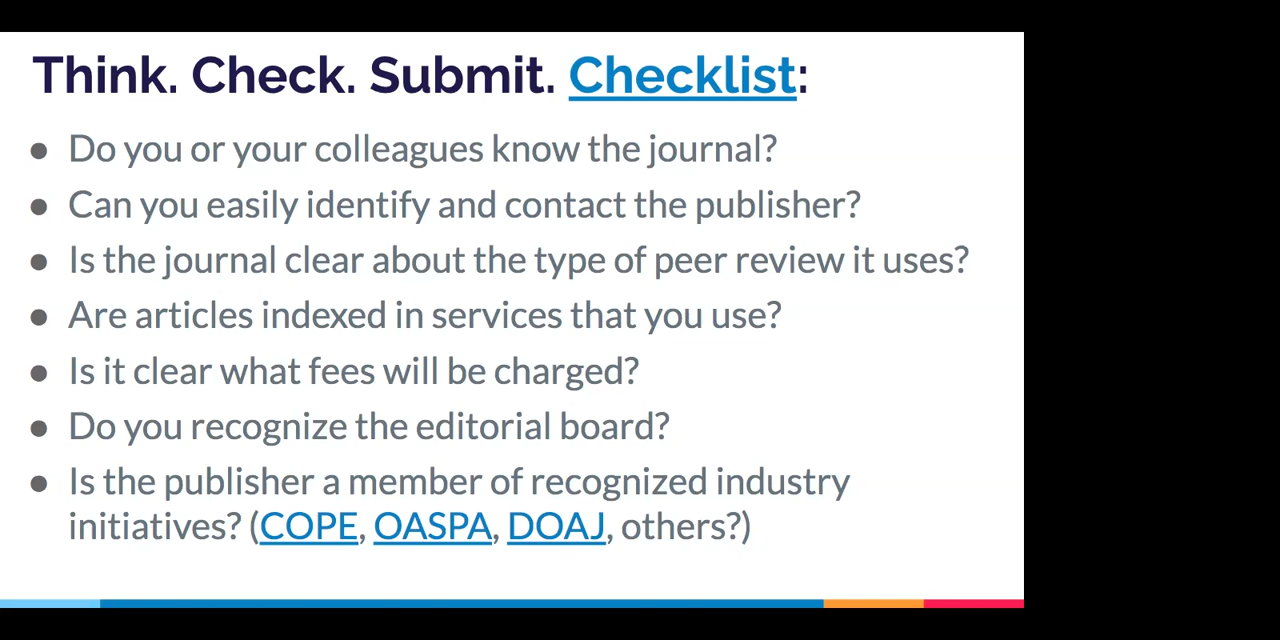 Think. Check. Submit. Checklist:
● Do you or your colleagues know the journal?
● Can you easily identify and contact the publisher?
● Is the journal clear about the type of peer review it uses?
● Are articles indexed in services that you use?
● Is it clear what fees will be charged?
● Do you recognize the editorial board?
● Is the publisher a member of recognized industry
initiatives? (COPE, OASPA, DOAJ, others?)